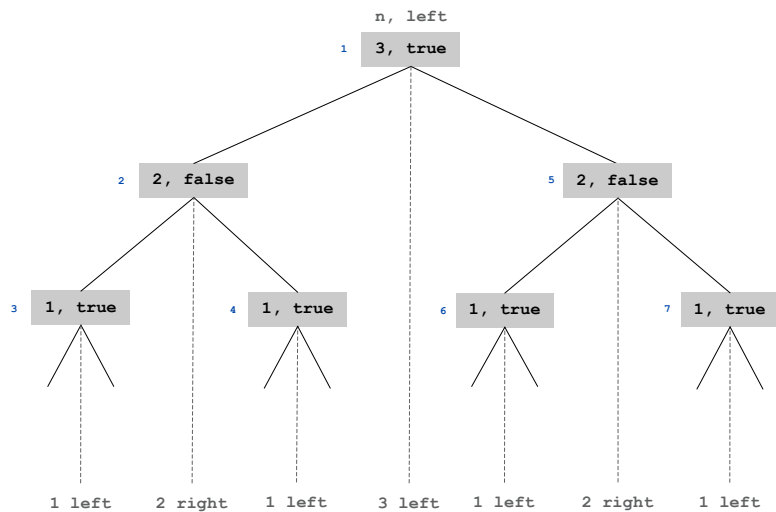 n, left
1 3, true
2 2, false 5 2, false
3 1, true 4 1, true 6 1, true 7 1, true
1 left 2 right 1 left 3 left 1 left 2 right 1 left